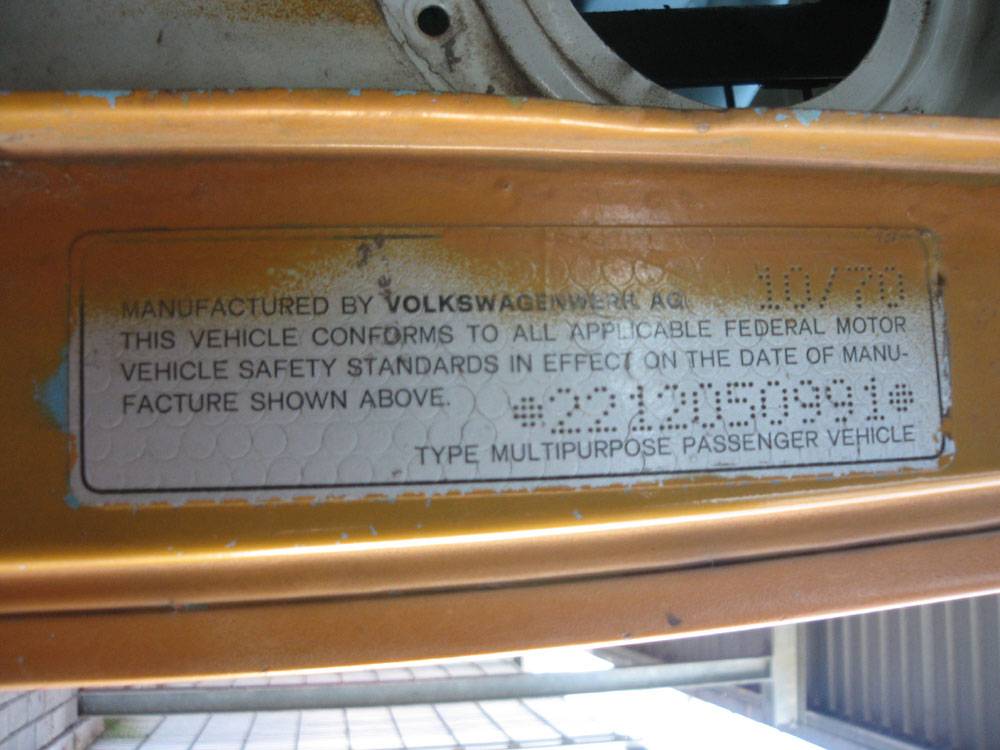 10/70
MANUFACTURED BY VOLKSWAGENWERK AG
THIS VEHICLE CONFORMS TO ALL APPLICABLE FEDERAL MOTOR
VEHICLE SAFETY STANDARDS IN EFFECT ON THE DATE OF MANU-
FACTURE SHOWN ABOVE.
*2212050991*
TYPE MULTIPURPOSE PASSENGER VEHICLE